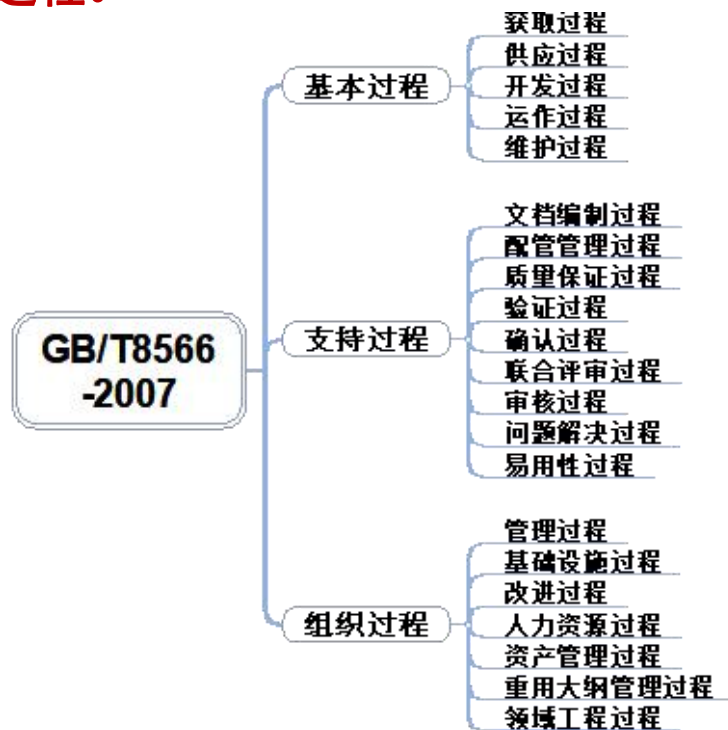 过程。
GB/T8566
-2007
基本过程
获取过程
供应过程
开发过程
运作过程
维护过程
支持过程
文档编制过程
配管管理过程
质里保证过程
验证过程
确认过程
联合评审过程
审核过程
问题解决过程
易用性过程
组织过程
管理过程
基础设施过程
改进过程
人力资源过程
资产管理过程
重用大纲管理过程
领域工程过程